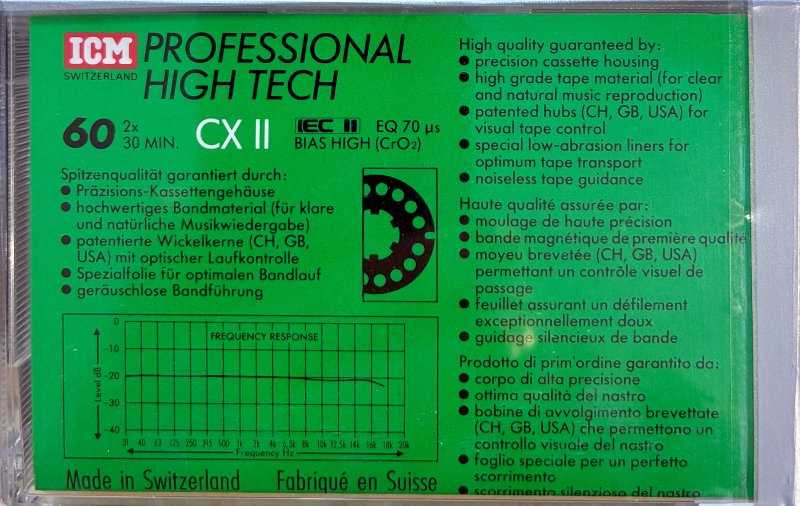 ICM
SWITZERLAND
PROFESSIONAL
HIGH TECH
60 2x
30 MIN.
CX II
IEC II EQ 70 µs
BIAS HIGH (CrO2)
Spitzenqualität garantiert durch:
● Präzisions-Kassettengehäuse
● hochwertiges Bandmaterial (für klare
und natürliche Musikwiedergabe)
● patentierte Wickelkerne (CH, GB,
USA) mit optischer Laufkontrolle
● Spezialfolie für optimalen Bandlauf
● geräuschlose Bandführung
FREQUENCY RESPONSE
Level dB
0
-10
-20
-30
-40
31 40 63 125 250 315 500 1k 2k 4k 6,3k 8k 10k 12,5k 14k 16k 18k 20k
Frequency Hz
Made in Switzerland Fabriqué en Suisse
High quality guaranteed by:
● precision cassette housing
● high grade tape material (for clear
and natural music reproduction)
● patented hubs (CH, GB, USA) for
visual tape control
● special low-abrasion liners for
optimum tape transport
● noiseless tape guidance
Haute qualité assurée par:
● moulage de haute précision
● bande magnétique de première qualité
● moyeu brevetée (CH, GB, USA)
permettant un contrôle visuel de
passage
● feuillet assurant un défilement
exceptionnellement doux
● guidage silencieux de bande
Prodotto di prim'ordine garantito da:
● corpo di alta precisione
● ottima qualità del nastro
● bobine di avvolgimento brevettate
(CH, GB, USA) che permettono un
controllo visuale del nastro
● foglio speciale per un perfetto
scorrimento
● scorrimento silenzioso del nastro